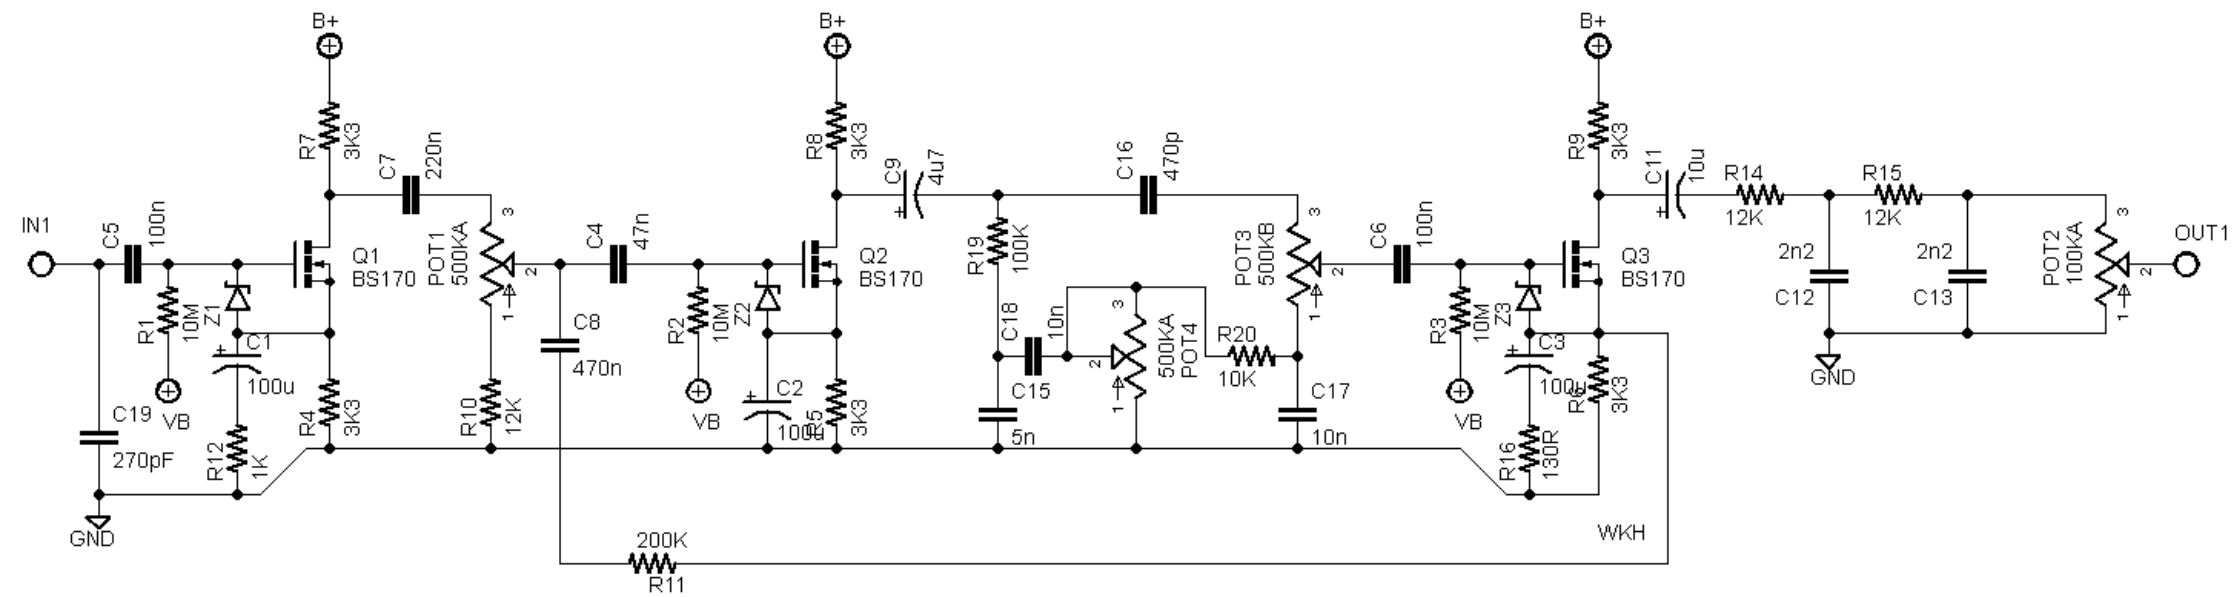 B+
B+
B+
R7
3K3
R8
3K3
R9
3K3
C7
220n
C9
4u7
+
C16
470p
C11
10u
+
R14
12K
R15
12K
IN1
C5
100n
Q1
BS170
POT1
500KA
3
2
1
C4
47n
Q2
BS170
R19
100K
POT3
500KB
3
2
1
C6
100n
Q3
BS170
2n2
C12
2n2
C13
POT2
100KA
3
2
1
OUT1
R1
10M
Z1
VB
C1
+
100u
C8
470n
R2
10M
Z2
VB
C18
10n
C15
5n
3
2
1
500KA
POT4
R20
10K
R3
10M
Z3
VB
C3
+
100u
GND
C19
270pF
R12
1K
R4
3K3
R10
12K
C2
+
100u
R5
3K3
C17
10n
R16
130R
R6
3K3
GND
WKH
200K
R11